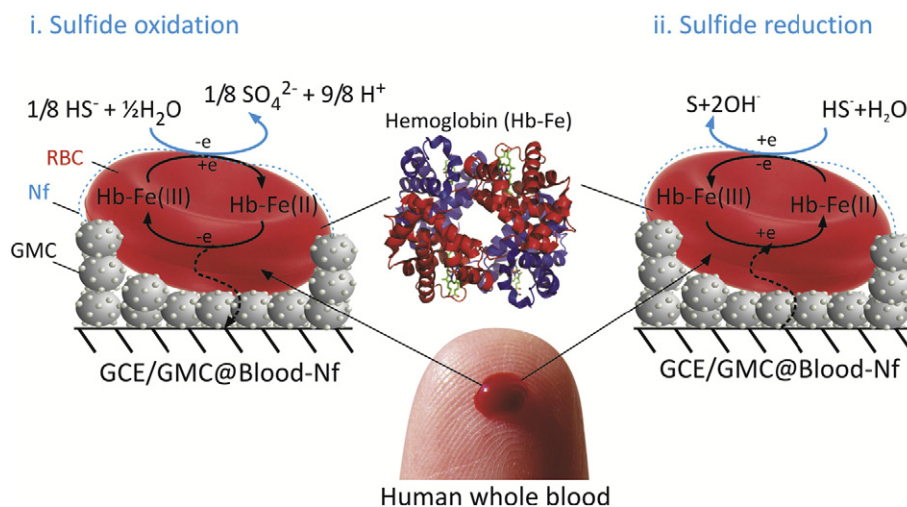 i. Sulfide oxidation
ii. Sulfide reduction
1/8 HS⁻ + ½H₂O
1/8 SO₄²⁻ + 9/8 H⁺
-e
+e
RBC
Nf
GMC
Hb-Fe(III)
Hb-Fe(II)
-e
GCE/GMC@Blood-Nf
Hemoglobin (Hb-Fe)
S+2OH⁻
HS⁻+H₂O
+e
-e
Hb-Fe(III)
Hb-Fe(II)
+e
GCE/GMC@Blood-Nf
Human whole blood